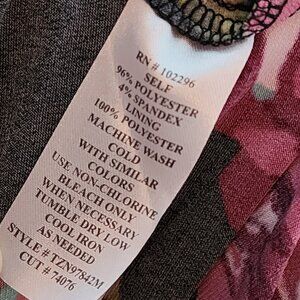 RN # 102296
SELF
96% POLYESTER
4% SPANDEX
LINING
100% POLYESTER
MACHINE WASH
COLD
WITH SIMILAR
COLORS
USE NON-CHLORINE
BLEACH ONLY
WHEN NECESSARY
TUMBLE DRY LOW
COOL IRON
AS NEEDED
STYLE # TZN97842M
CUT # 74076